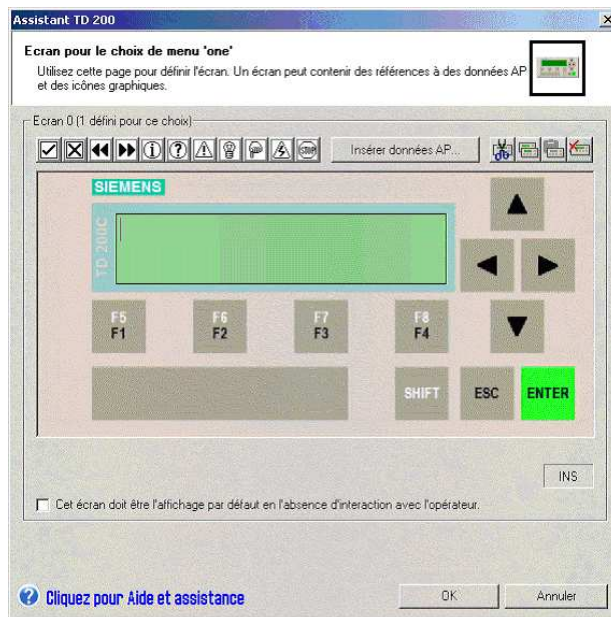 Assistant TD 200
Ecran pour le choix de menu 'one'
Utilisez cette page pour définir l'écran. Un écran peut contenir des références à des données AP
et des icônes graphiques.
Ecran 0 (1 défini pour ce choix)
STOP
Insérer données AP...
SIEMENS
TD 200C
F5 F6 F7 F8
F1 F2 F3 F4
SHIFT ESC ENTER
INS
Cet écran doit être l'affichage par défaut en l'absence d'interaction avec l'opérateur.
Cliquez pour Aide et assistance
OK Annuler